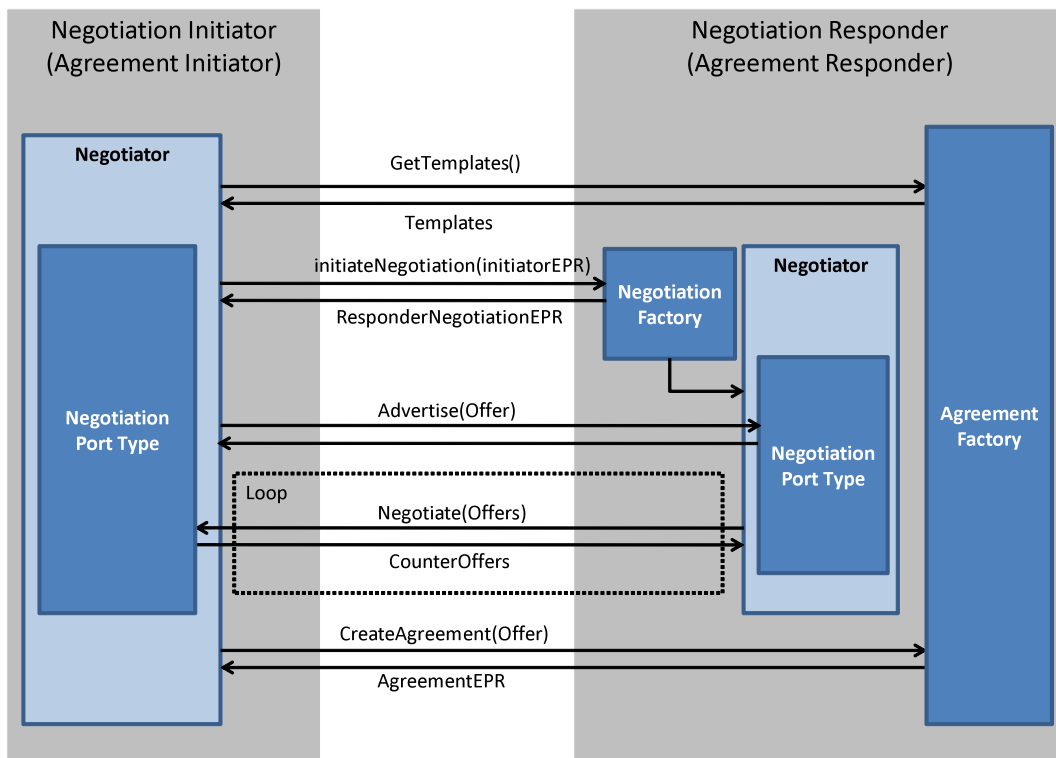 Negotiation Initiator
(Agreement Initiator)
Negotiation Responder
(Agreement Responder)
Negotiator
GetTemplates()
Templates
initiateNegotiation(initiatorEPR)
ResponderNegotiationEPR
Negotiation
Factory
Negotiator
Negotiation
Port Type
Advertise(Offer)
Negotiation
Port Type
Agreement
Factory
Loop
Negotiate(Offers)
CounterOffers
CreateAgreement(Offer)
AgreementEPR